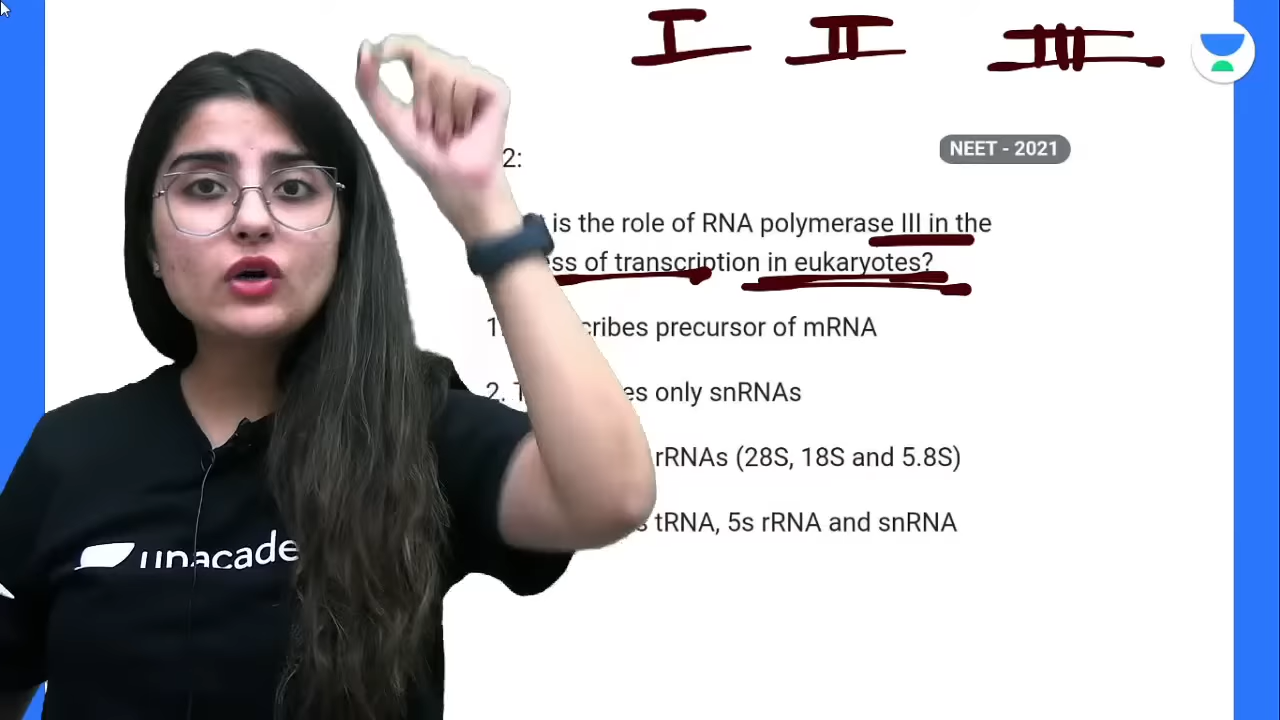 I II III
2:
NEET - 2021
is the role of RNA polymerase III in the
ess of transcription in eukaryotes?
1. cribes precursor of mRNA
2. T es only snRNAs
rRNAs (28S, 18S and 5.8S)
s tRNA, 5s rRNA and snRNA
unacade